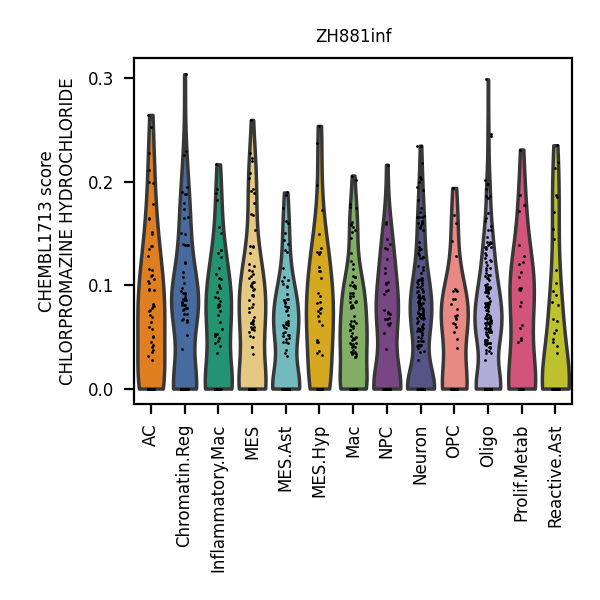 ZH881inf
CHEMBL1713 score
CHLORPROMAZINE HYDROCHLORIDE
0.3
0.2
0.1
0.0
AC
Chromatin.Reg
Inflammatory.Mac
MES
MES.Ast
MES.Hyp
Mac
NPC
Neuron
OPC
Oligo
Prolif.Metab
Reactive.Ast